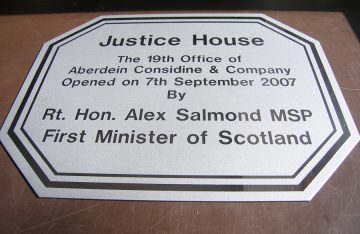 Justice House
The 19th Office of
Aberdein Considine & Company
Opened on 7th September 2007
By
Rt. Hon. Alex Salmond MSP
First Minister of Scotland